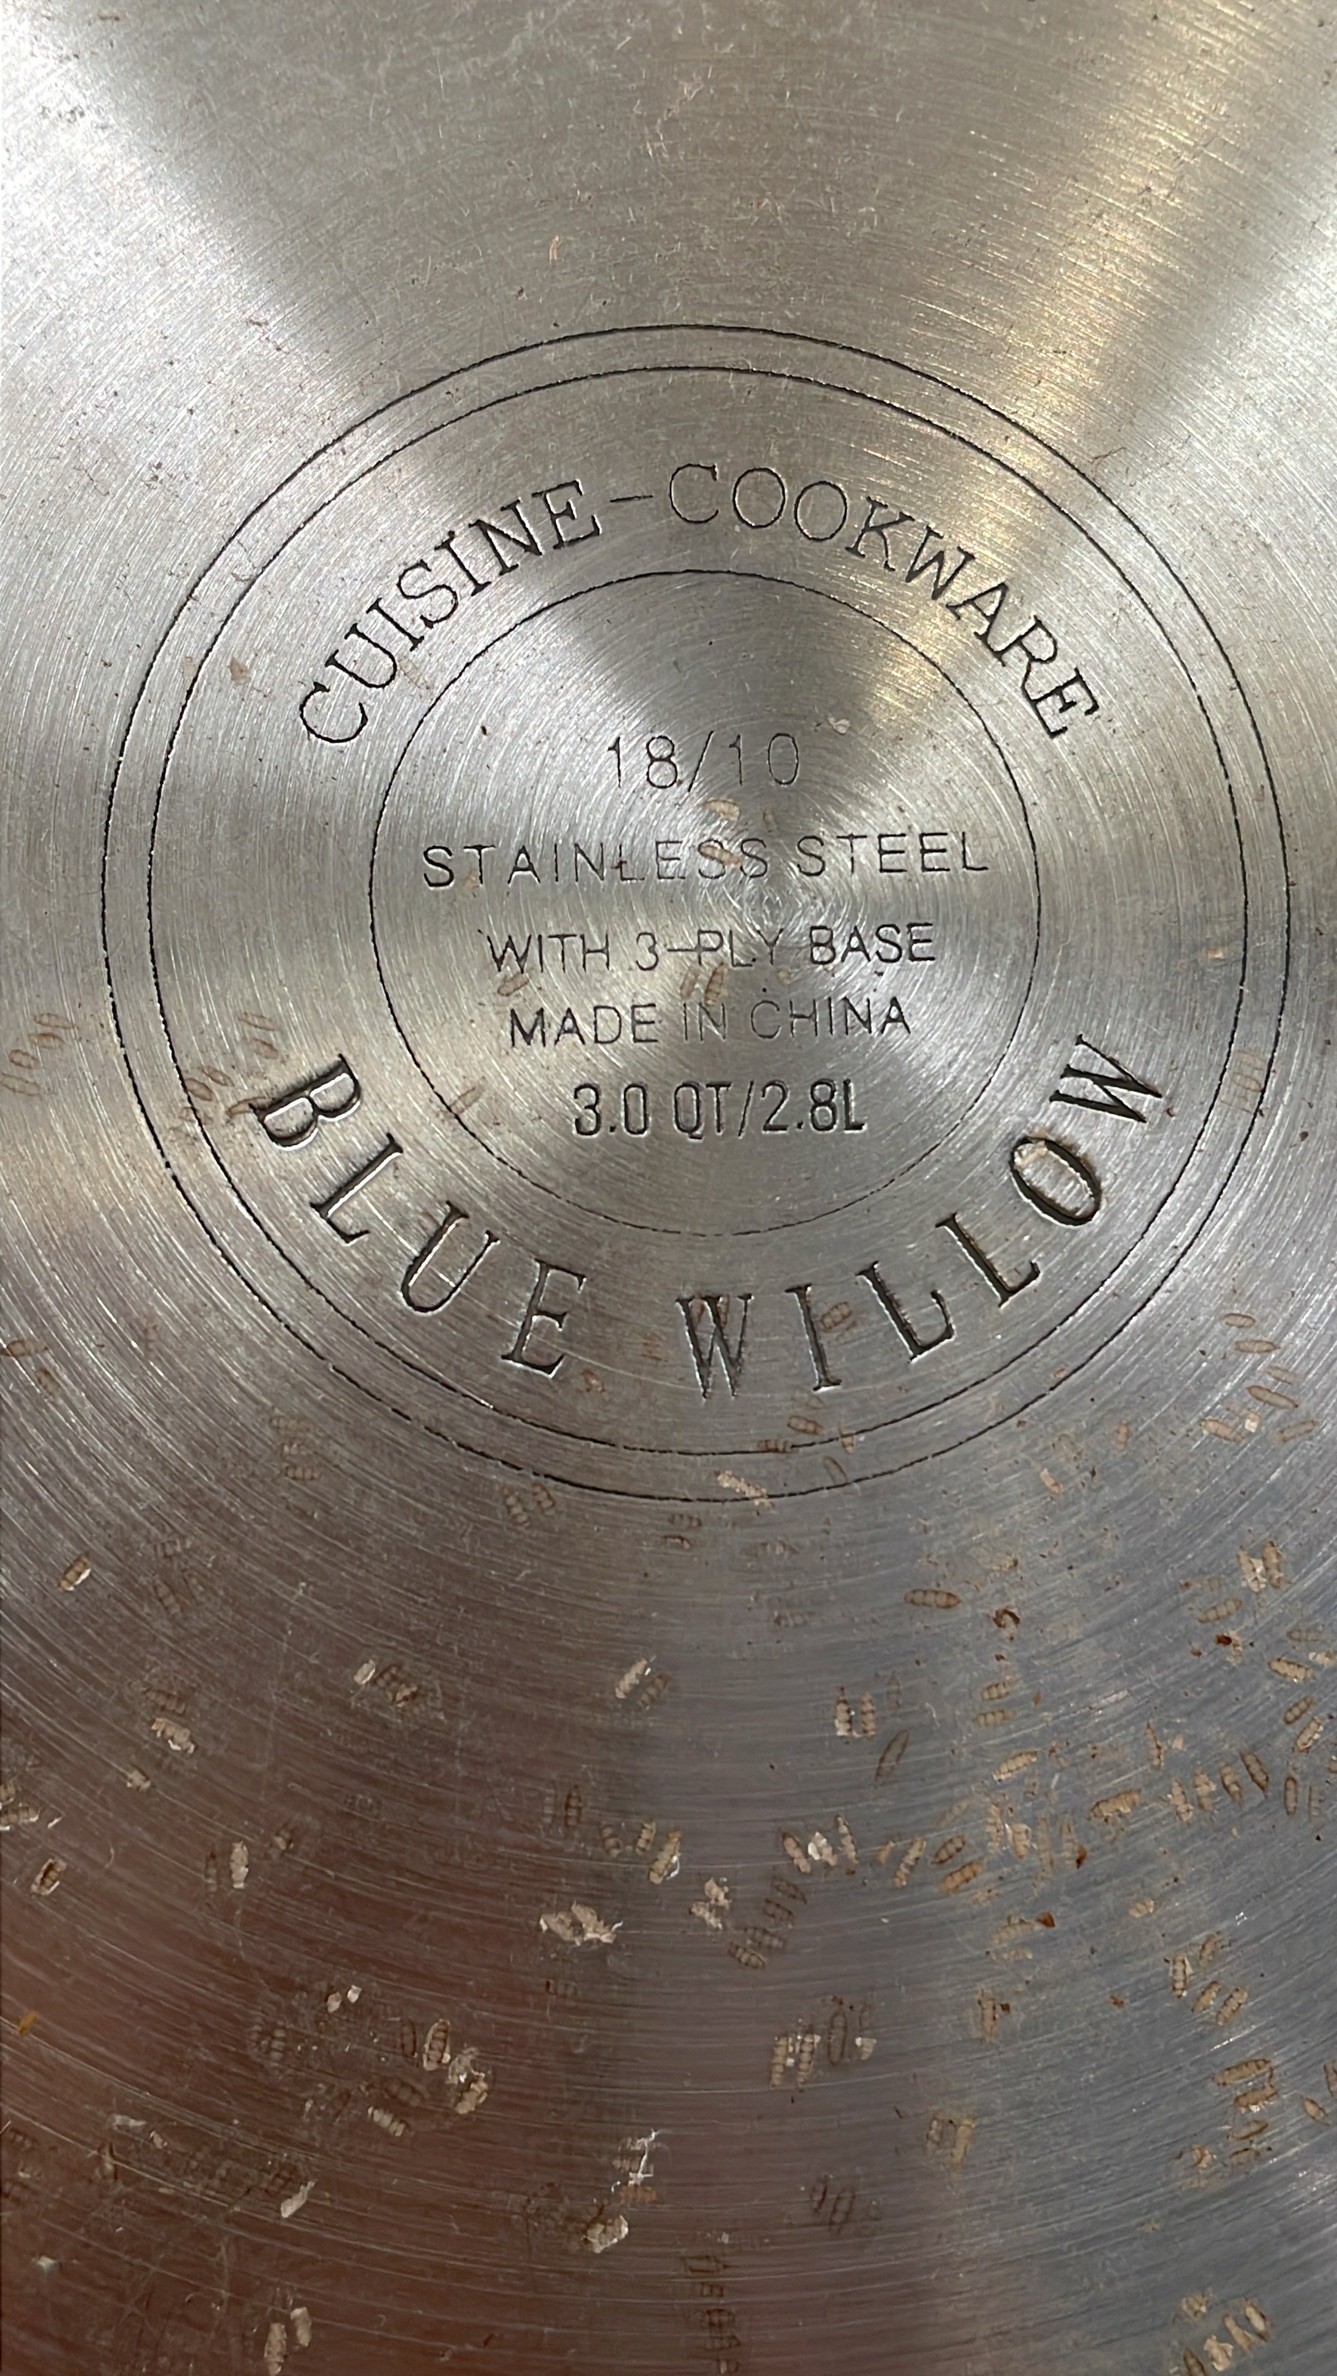 CUISINE-COOKWARE
18/10
STAINLESS STEEL
WITH 3-PLY BASE
MADE IN CHINA
3.0 QT/2.8L
BLUE WILLOW